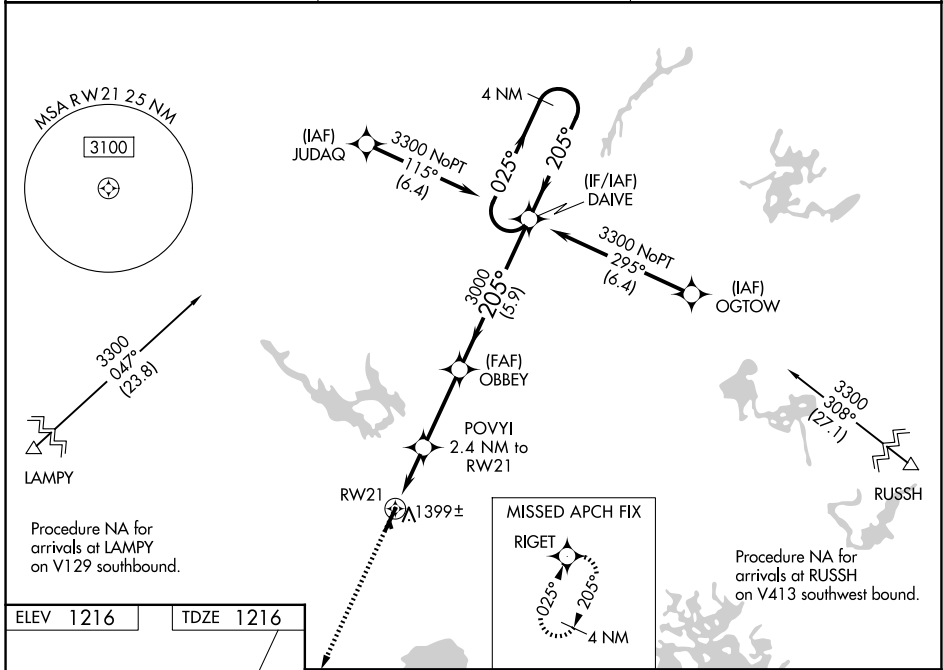 MSA RW21 25 NM
3100
4 NM
(IAF)
JUDAQ
3300 NoPT
115°
(6.4)
025°
205°
(IF/IAF)
DAIVE
3300 NoPT
295°
(6.4)
(IAF)
OGTOW
3000
205°
(5.9)
3300
047°
(23.8)
LAMPY
(FAF)
OBBEY
POVYI
2.4 NM to
RW21
3300
308°
(27.1)
RUSSH
RW21
1399±
Procedure NA for
arrivals at LAMPY
on V129 southbound.
MISSED APCH FIX
RIGET
025°
205°
4 NM
Procedure NA for
arrivals at RUSSH
on V413 southwest bound.
ELEV 1216
TDZE 1216